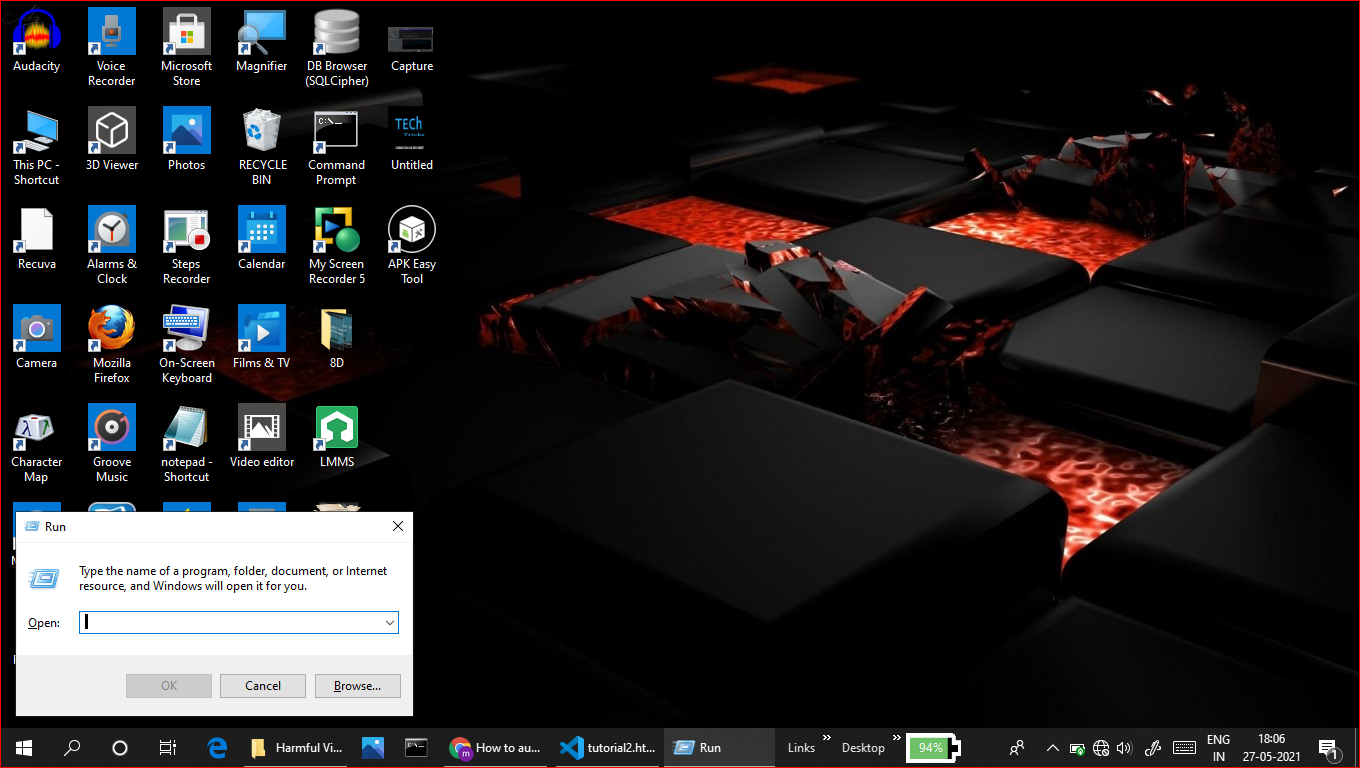 Audacity
Voice
Recorder
Microsoft
Store
Magnifier
DB Browser
(SQLCipher)
Capture
This PC -
Shortcut
3D Viewer
Photos
RECYCLE
BIN
C:\.
Command
Prompt
TECh
Tricks
Untitled
Recuva
Alarms &
Clock
Steps
Recorder
Calendar
My Screen
Recorder 5
APK Easy
Tool
Camera
Mozilla
Firefox
On-Screen
Keyboard
Films & TV
8D
Character
Map
Groove
Music
notepad -
Shortcut
Video editor
LMMS
Run
Type the name of a program, folder, document, or Internet
resource, and Windows will open it for you.
Open:
OK
Cancel
Browse...
Harmful Vi...
How to au...
m
tutorial2.ht...
Run
Links
»
Desktop
»
94%
ENG
IN
18:06
27-05-2021
1